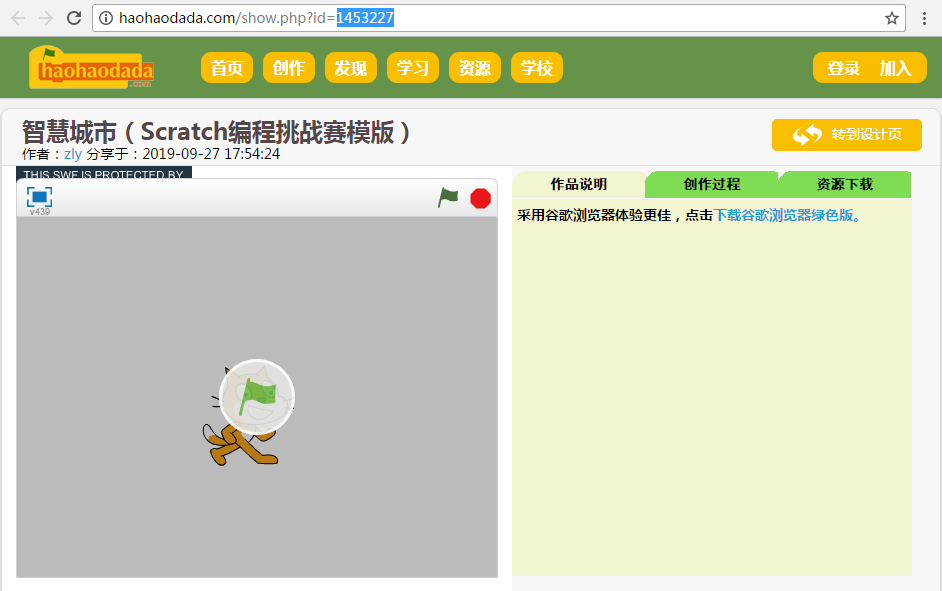 haohaodada.com/show.php?id=1453227
haohaodada
.com
首页 创作 发现 学习 资源 学校
登录 加入
智慧城市（Scratch编程挑战赛模版）
作者：zly 分享于：2019-09-27 17:54:24
转到设计页
THIS SWF IS PROTECTED BY
v439
作品说明 创作过程 资源下载
采用谷歌浏览器体验更佳，点击下载谷歌浏览器绿色版。